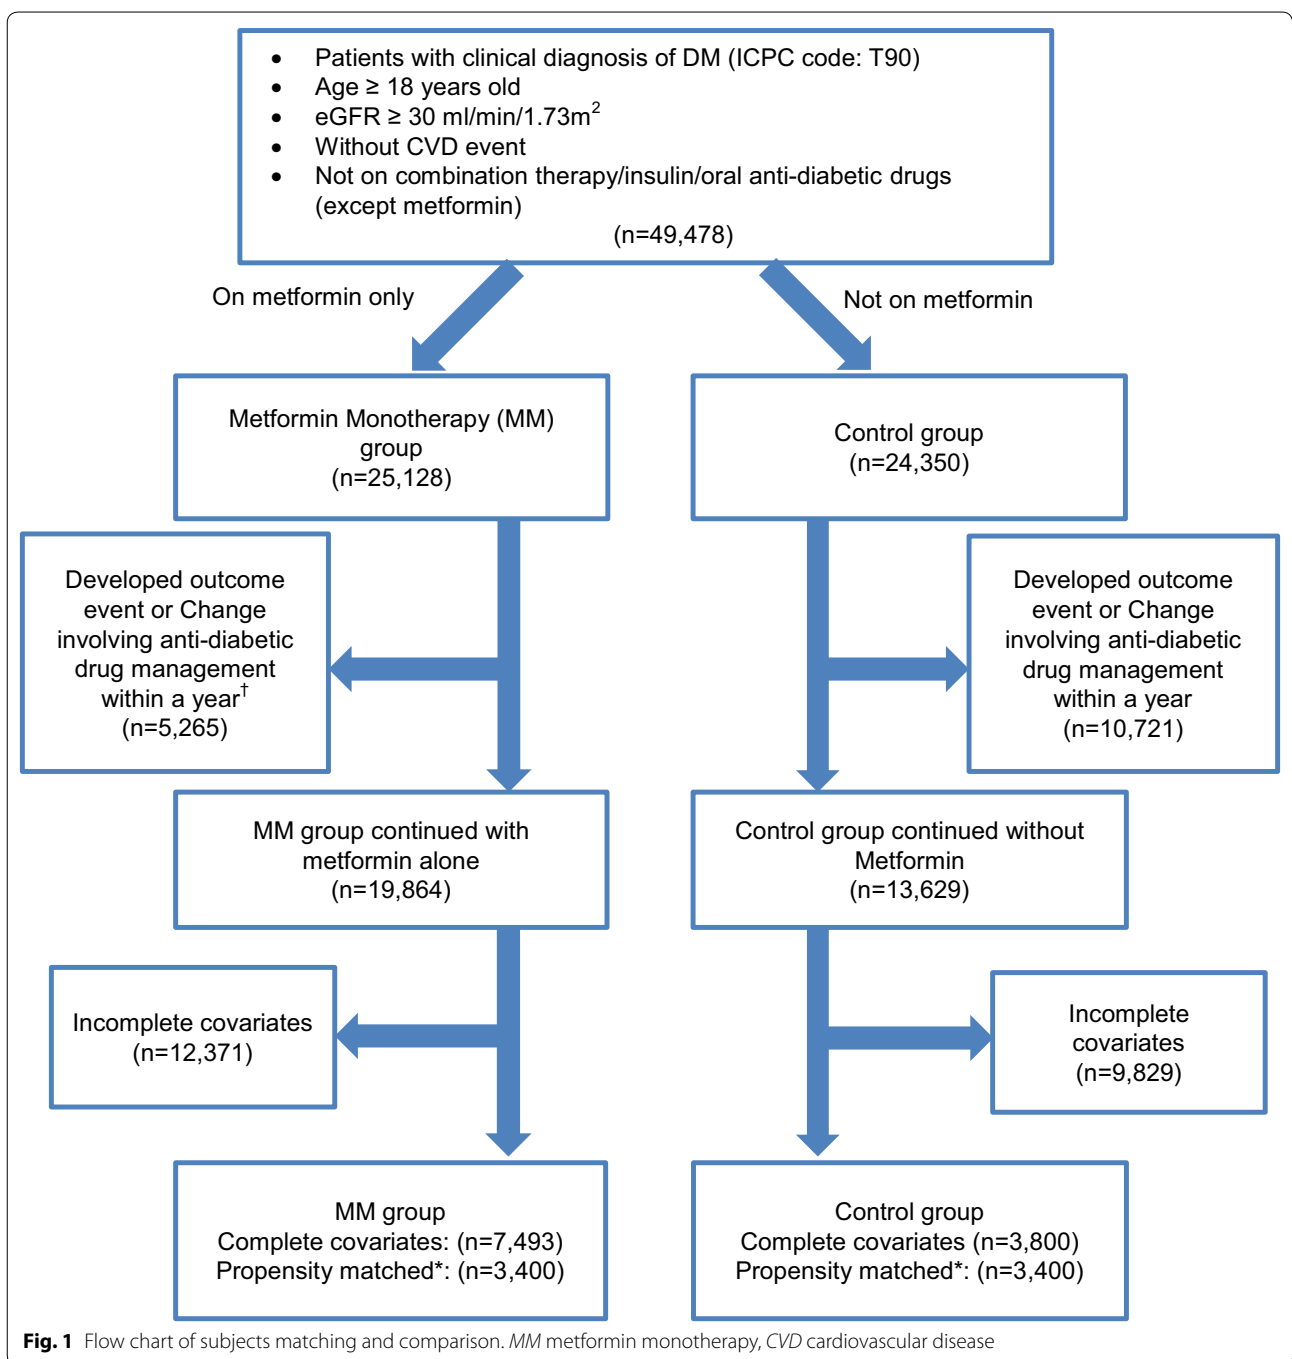 • Patients with clinical diagnosis of DM (ICPC code: T90)
• Age ≥ 18 years old
• eGFR ≥ 30 ml/min/1.73m²
• Without CVD event
• Not on combination therapy/insulin/oral anti-diabetic drugs
(except metformin)
(n=49,478)
On metformin only
Not on metformin
Metformin Monotherapy (MM)
group
(n=25,128)
Control group
(n=24,350)
Developed outcome
event or Change
involving anti-diabetic
drug management
within a year†
(n=5,265)
Developed outcome
event or Change
involving anti-diabetic
drug management
within a year
(n=10,721)
MM group continued with
metformin alone
(n=19,864)
Control group continued without
Metformin
(n=13,629)
Incomplete covariates
(n=12,371)
Incomplete
covariates
(n=9,829)
MM group
Complete covariates: (n=7,493)
Propensity matched*: (n=3,400)
Control group
Complete covariates (n=3,800)
Propensity matched*: (n=3,400)
Fig. 1 Flow chart of subjects matching and comparison. MM metformin monotherapy, CVD cardiovascular disease